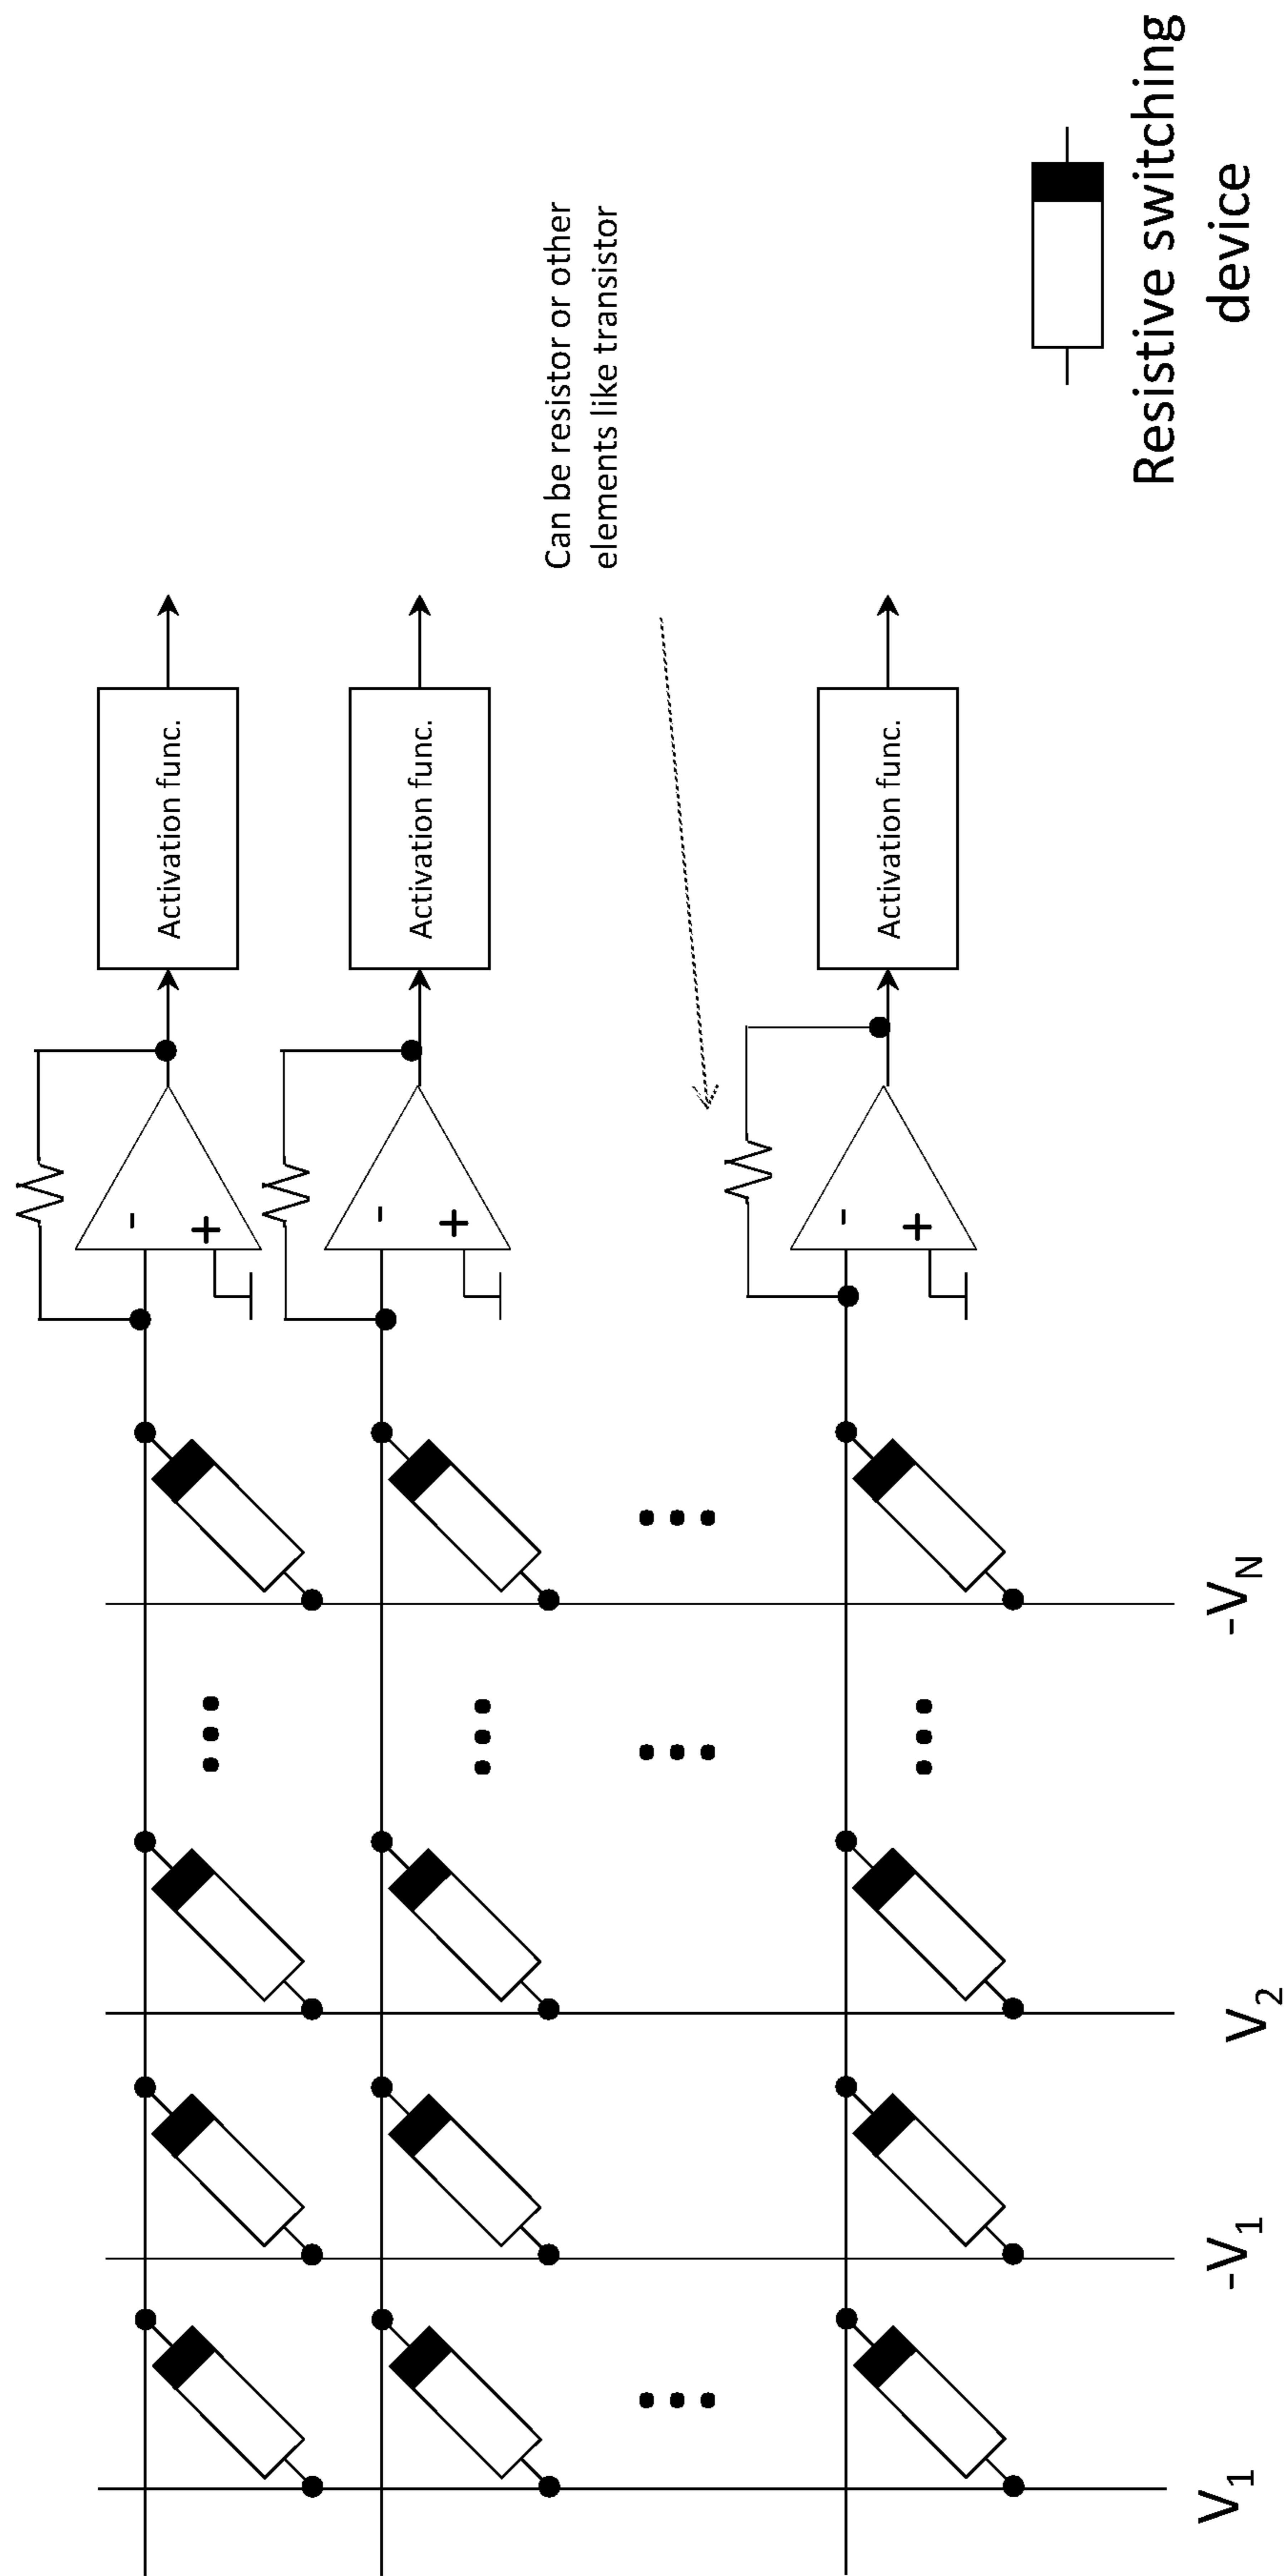 Activation func.
-
+
Activation func.
-
+
Can be resistor or other
elements like transistor
Activation func.
-
+
V1
-V1
V2
-VN
Resistive switching
device